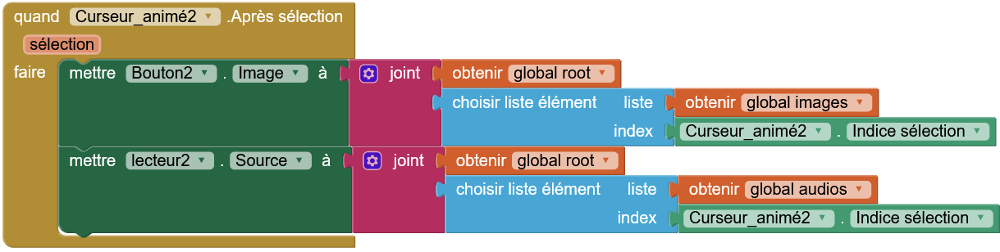 quand Curseur_animé2 .Après sélection
sélection
faire mettre Bouton2 . Image à joint obtenir global root
choisir liste élément liste obtenir global images
index Curseur_animé2 . Indice sélection
mettre lecteur2 . Source à joint obtenir global root
choisir liste élément liste obtenir global audios
index Curseur_animé2 . Indice sélection